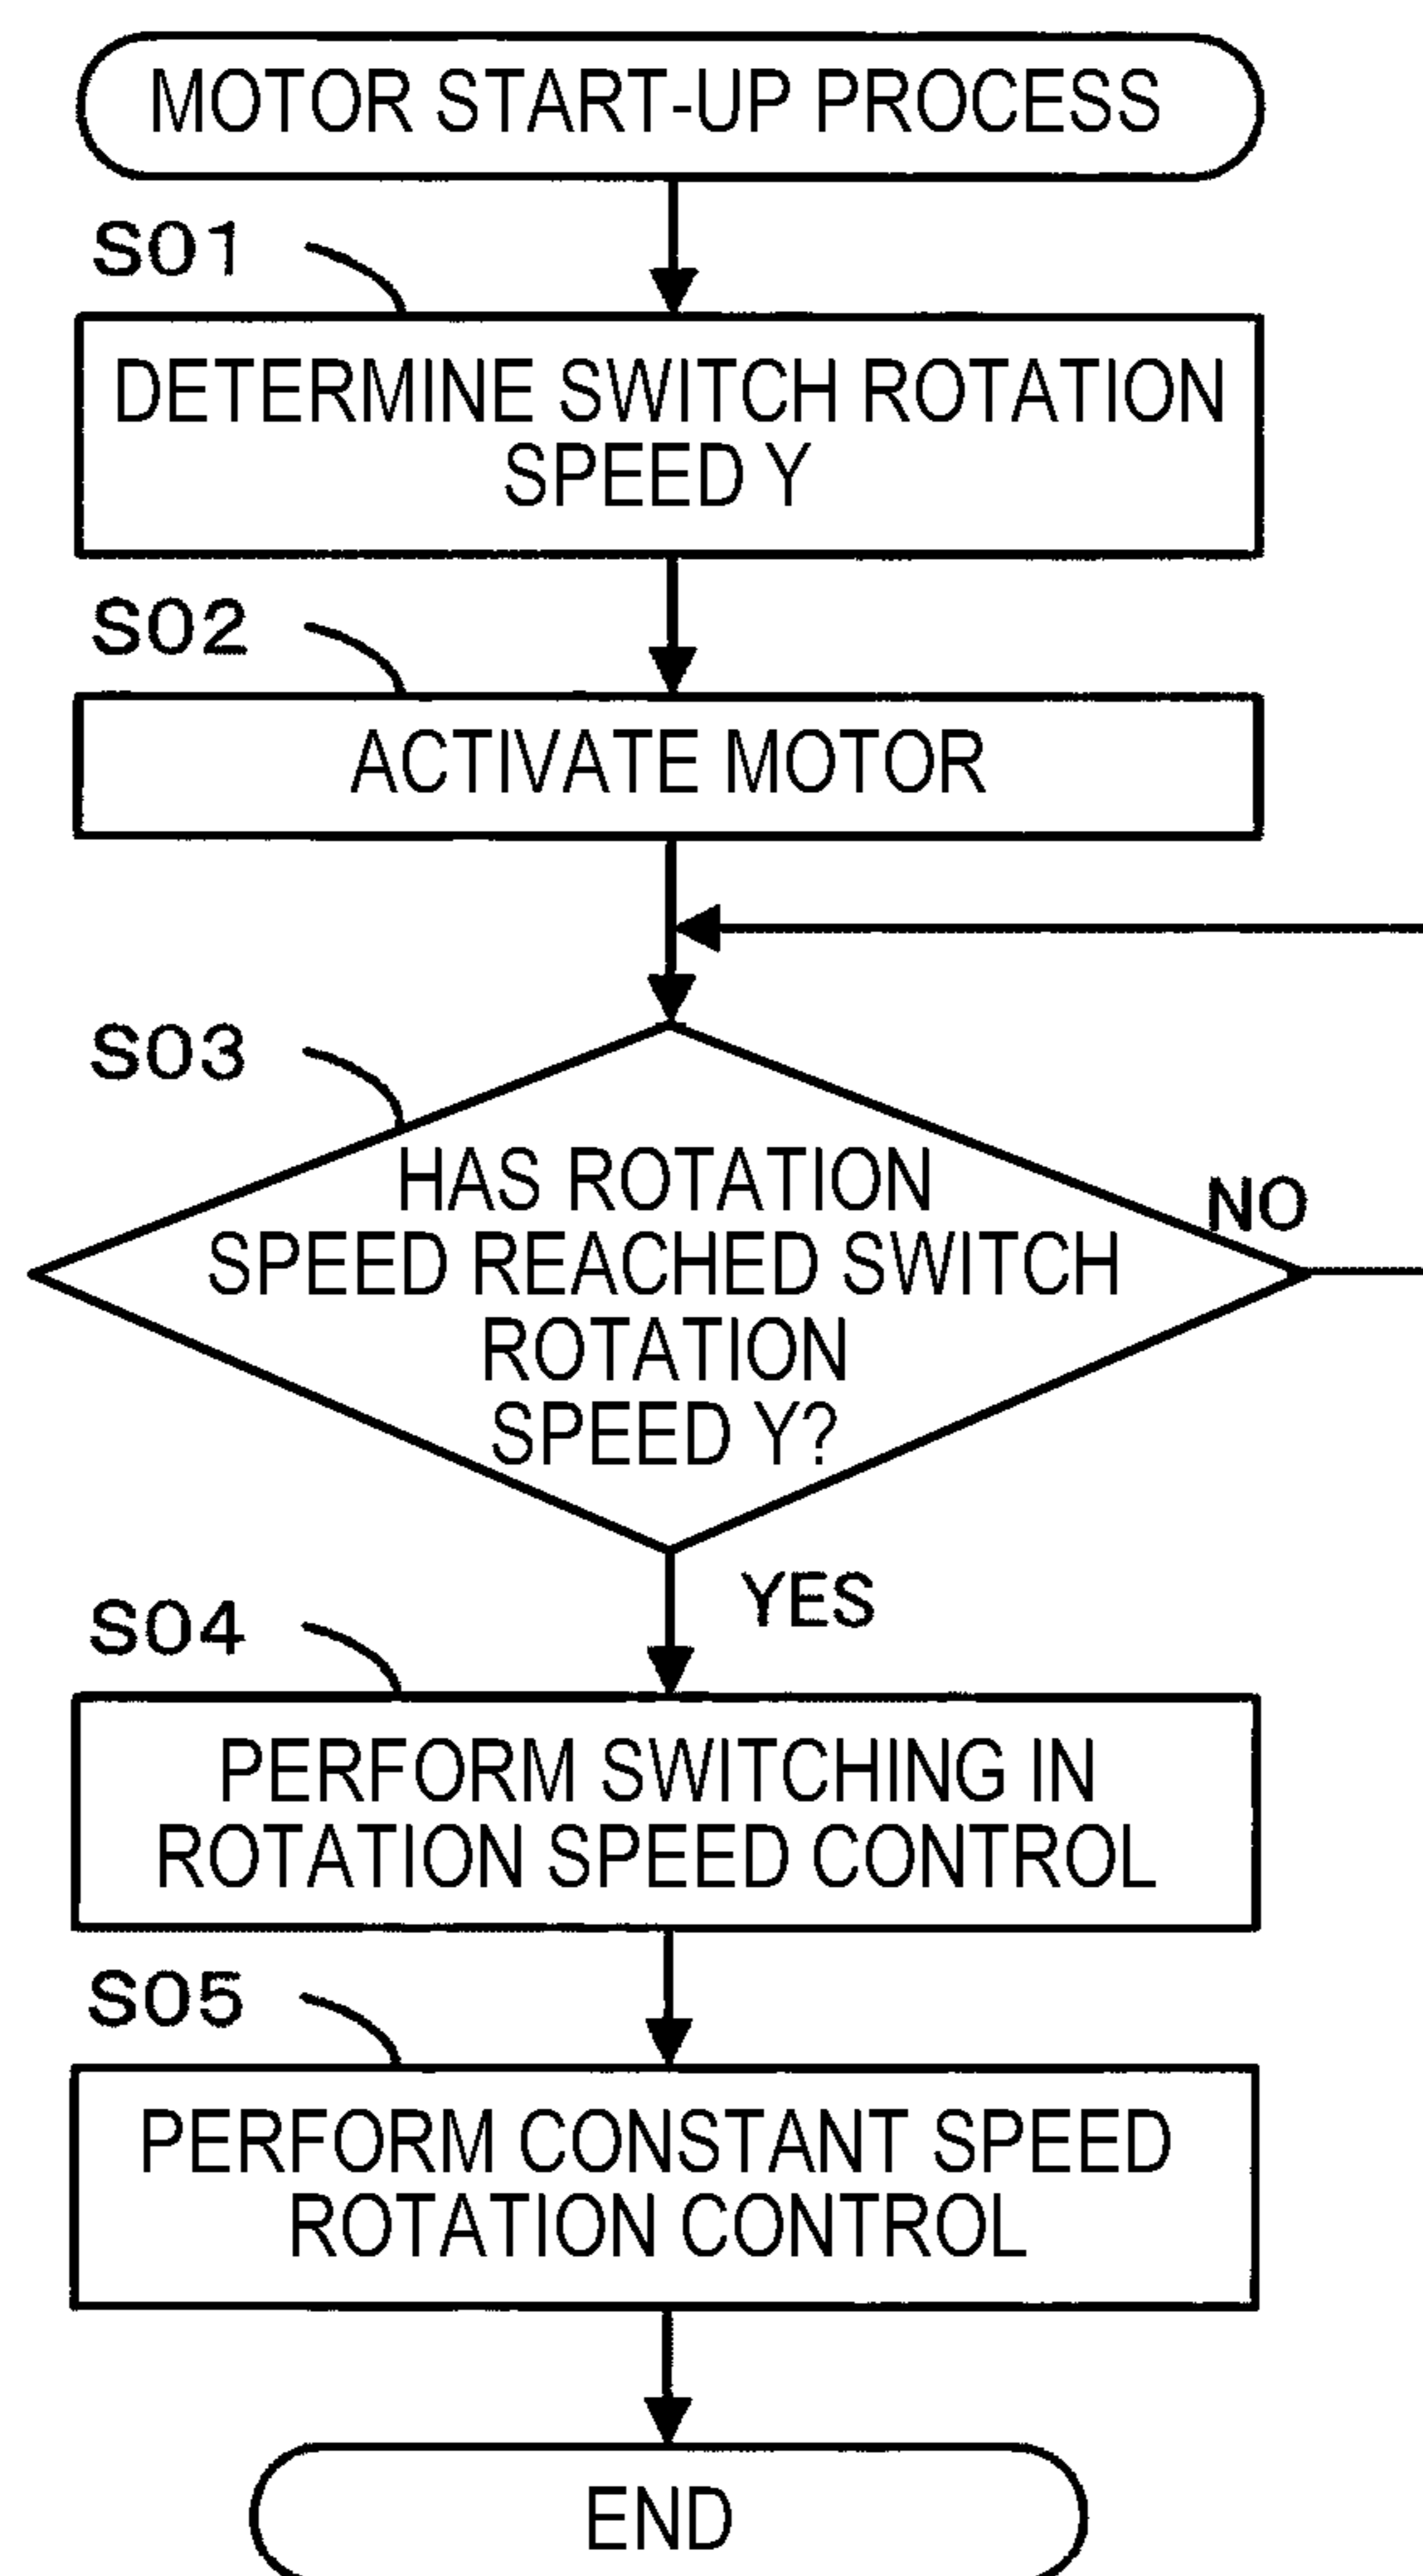 MOTOR START-UP PROCESS
S01
DETERMINE SWITCH ROTATION
SPEED Y
S02
ACTIVATE MOTOR
S03
HAS ROTATION
SPEED REACHED SWITCH
ROTATION
SPEED Y?
NO
YES
S04
PERFORM SWITCHING IN
ROTATION SPEED CONTROL
S05
PERFORM CONSTANT SPEED
ROTATION CONTROL
END